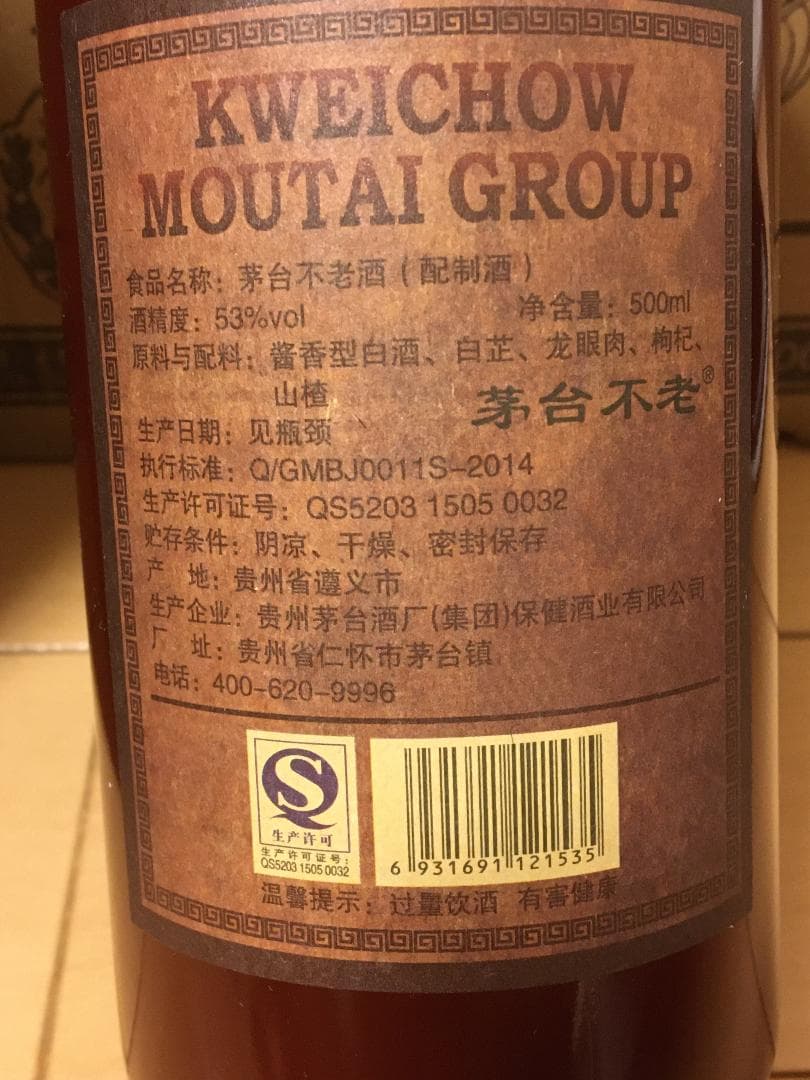 KWEICHOW
MOUTAI GROUP
食品名称：茅台不老酒（配制酒）
酒精度：53%vol 净含量：500ml
原料与配料：酱香型白酒、白芷、龙眼肉、枸杞、
山楂
茅台不老®
生产日期：见瓶颈
执行标准：Q/GMBJ0011S-2014
生产许可证号：QS5203 1505 0032
贮存条件：阴凉、干燥、密封保存
产 地：贵州省遵义市
生产企业：贵州茅台酒厂(集团)保健酒业有限公司
厂 址：贵州省仁怀市茅台镇
电话：400-620-9996
S
生产许可
生产许可证号：
QS5203 1505 0032
6 931691 121535
温馨提示：过量饮酒 有害健康